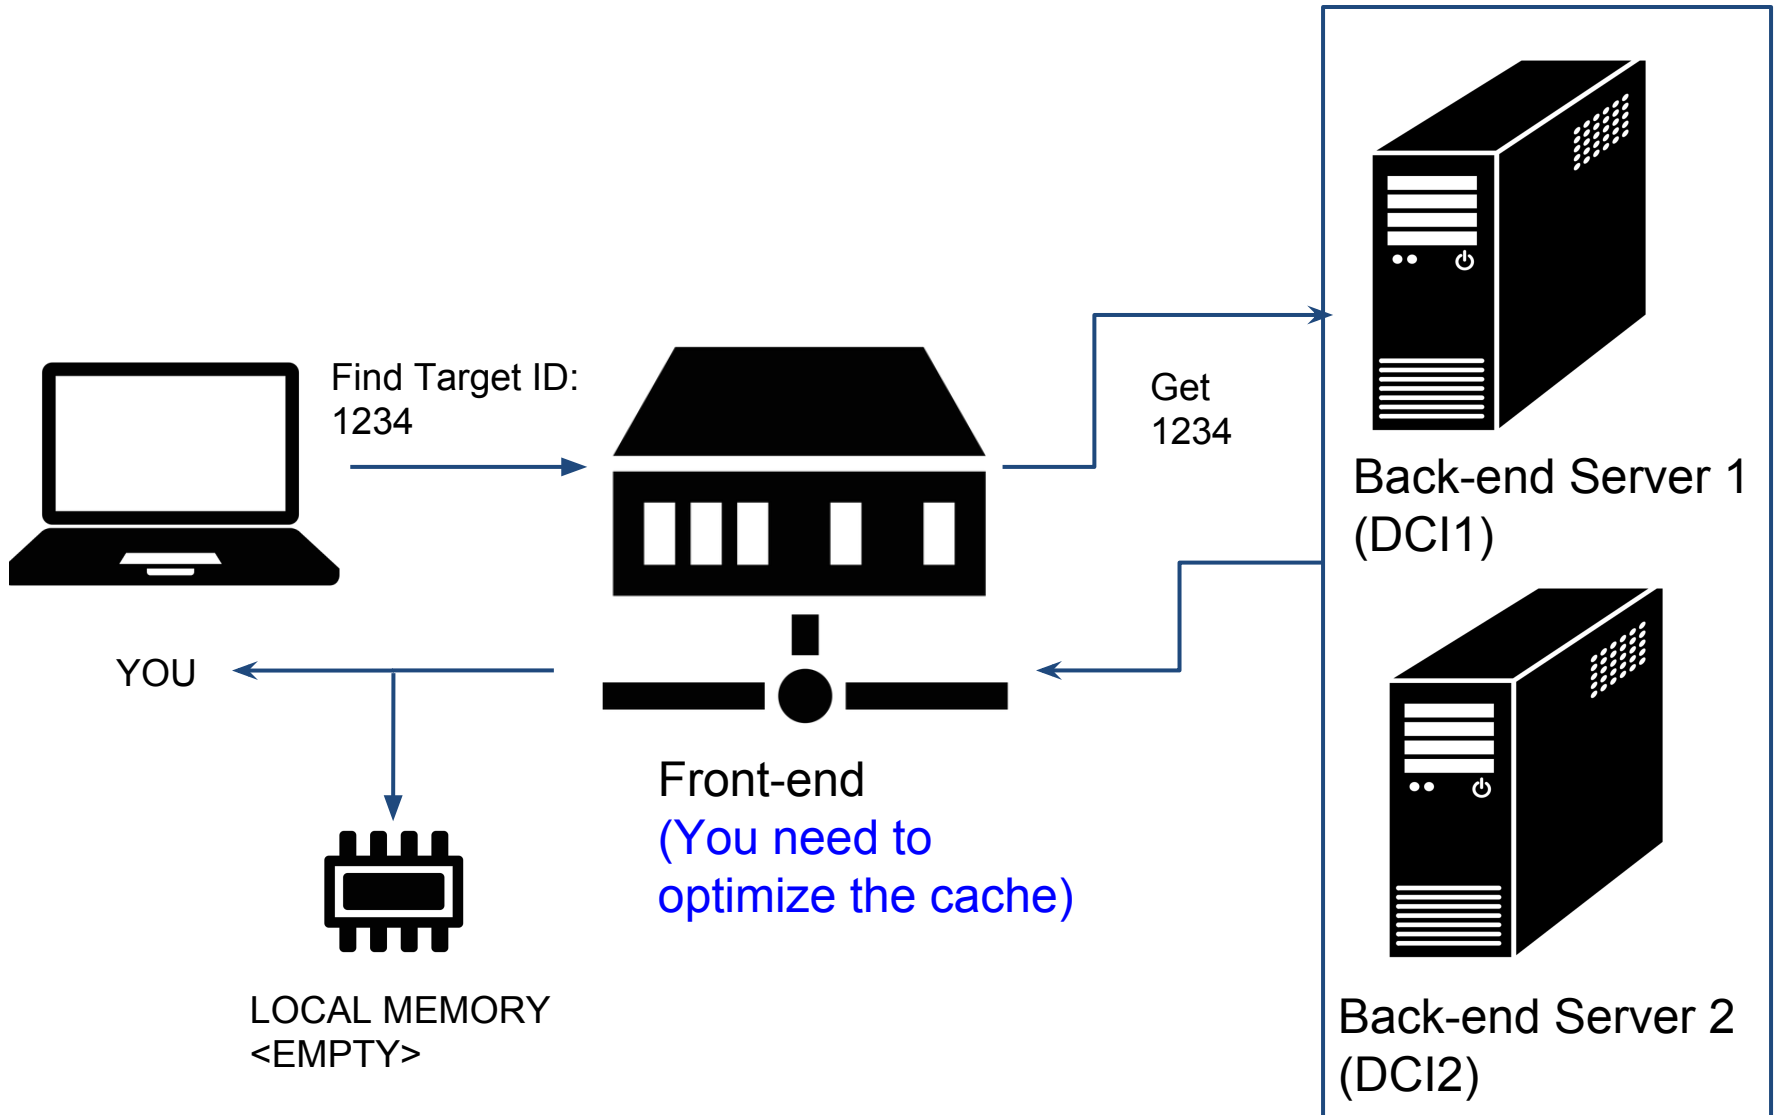 Find Target ID:
1234
Get
1234
Back-end Server 1
(DCI1)
YOU
Front-end
(You need to
optimize the cache)
LOCAL MEMORY
<EMPTY>
Back-end Server 2
(DCI2)